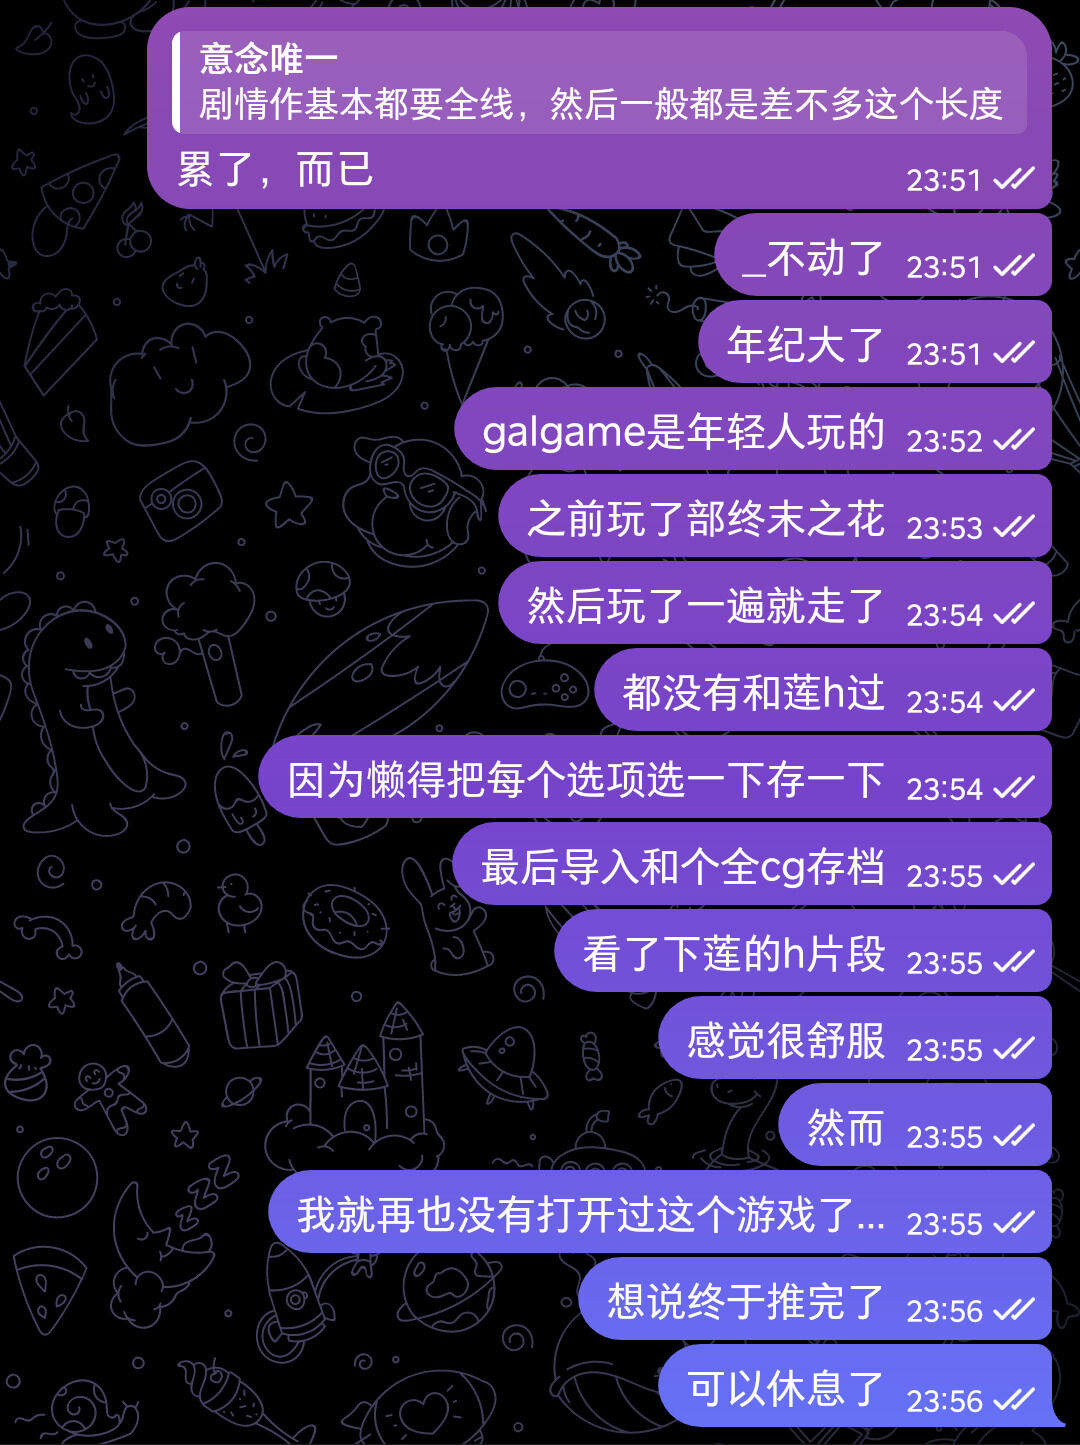 意念唯一
剧情作基本都要全线，然后一般都是差不多这个长度
累了，而已 23:51
_不动了 23:51
年纪大了 23:51
galgame是年轻人玩的 23:52
之前玩了部终末之花 23:53
然后玩了一遍就走了 23:54
都没有和莲h过 23:54
因为懒得把每个选项选一下存一下 23:54
最后导入和个全cg存档 23:55
看了下莲的h片段 23:55
感觉很舒服 23:55
然而 23:55
我就再也没有打开过这个游戏了... 23:55
想说终于推完了 23:56
可以休息了 23:56